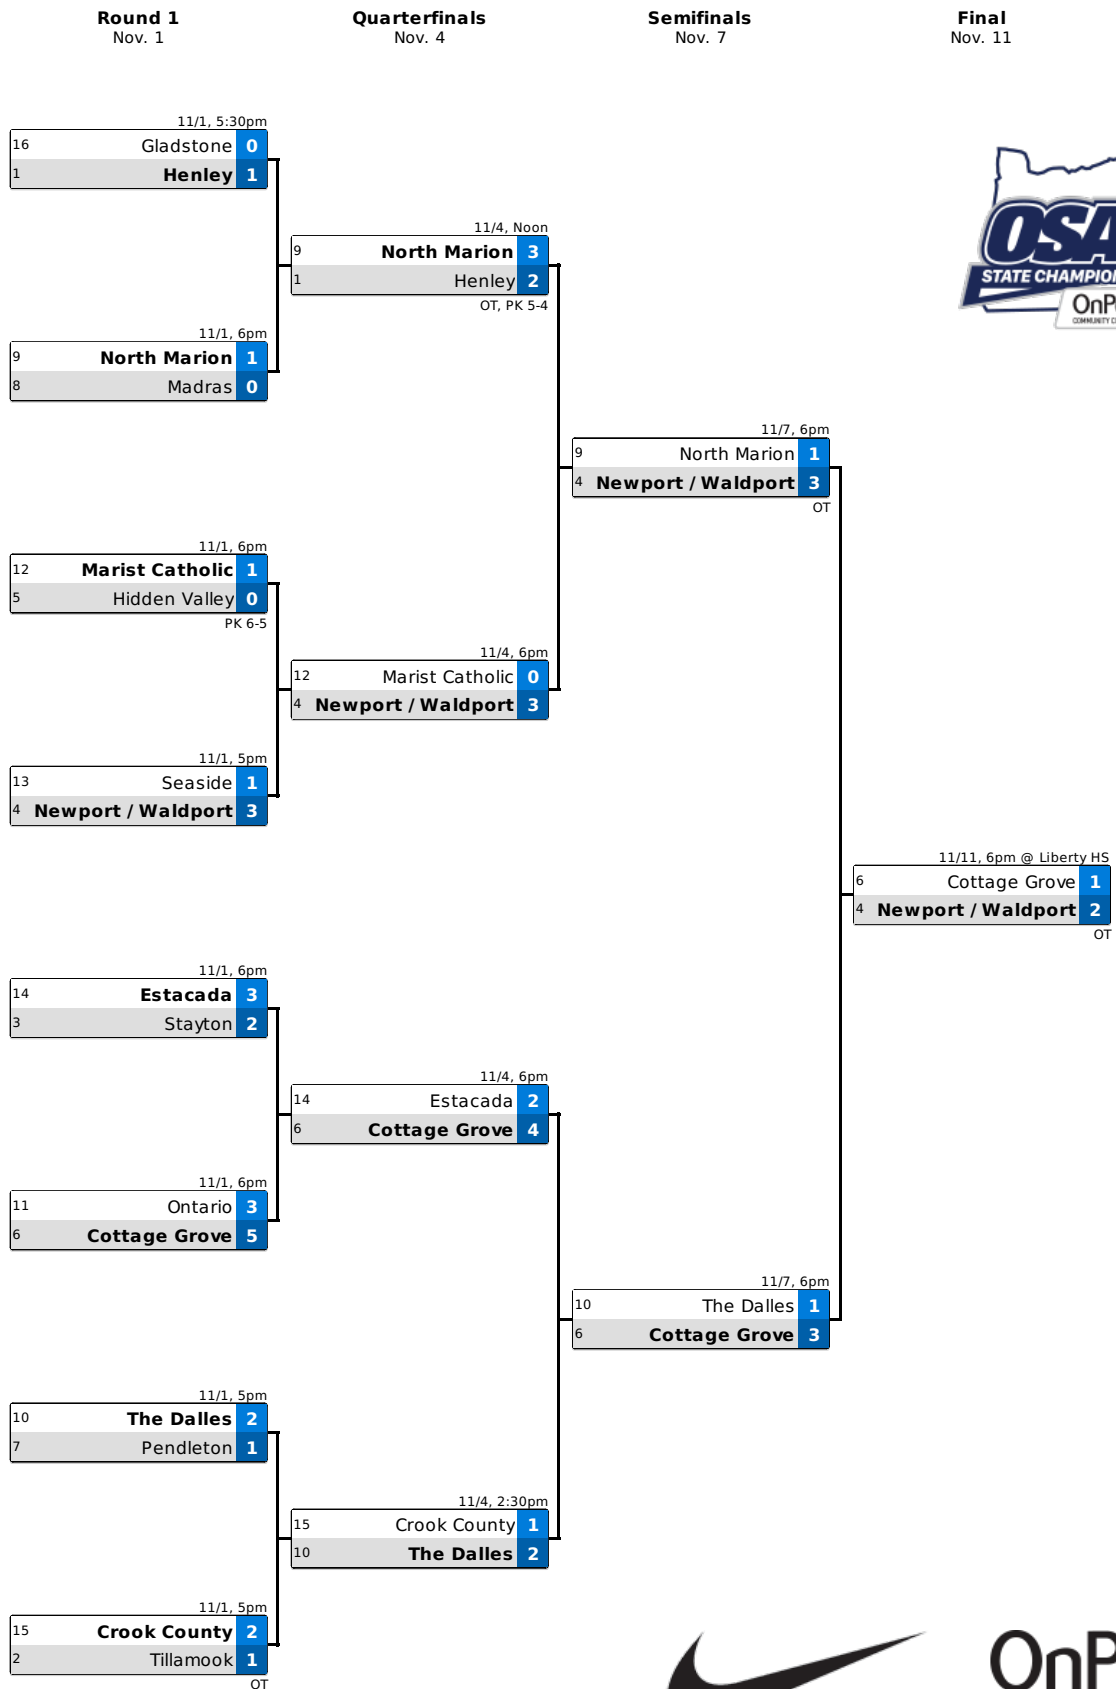 Round 1
Nov. 1
Quarterfinals
Nov. 4
Semifinals
Nov. 7
Final
Nov. 11
11/1, 5:30pm
16 Gladstone 0
1 Henley 1
11/4, Noon
9 North Marion 3
1 Henley 2
OT, PK 5-4
11/1, 6pm
9 North Marion 1
8 Madras 0
11/7, 6pm
9 North Marion 1
4 Newport / Waldport 3
OT
11/1, 6pm
12 Marist Catholic 1
5 Hidden Valley 0
PK 6-5
11/4, 6pm
12 Marist Catholic 0
4 Newport / Waldport 3
11/1, 5pm
13 Seaside 1
4 Newport / Waldport 3
11/11, 6pm @ Liberty HS
6 Cottage Grove 1
4 Newport / Waldport 2
OT
11/1, 6pm
14 Estacada 3
3 Stayton 2
11/4, 6pm
14 Estacada 2
6 Cottage Grove 4
11/1, 6pm
11 Ontario 3
6 Cottage Grove 5
11/7, 6pm
10 The Dalles 1
6 Cottage Grove 3
11/1, 5pm
10 The Dalles 2
7 Pendleton 1
11/4, 2:30pm
15 Crook County 1
10 The Dalles 2
11/1, 5pm
15 Crook County 2
2 Tillamook 1
OT
OSA
STATE CHAMPION
OnP
COMMUNITY C
OnP